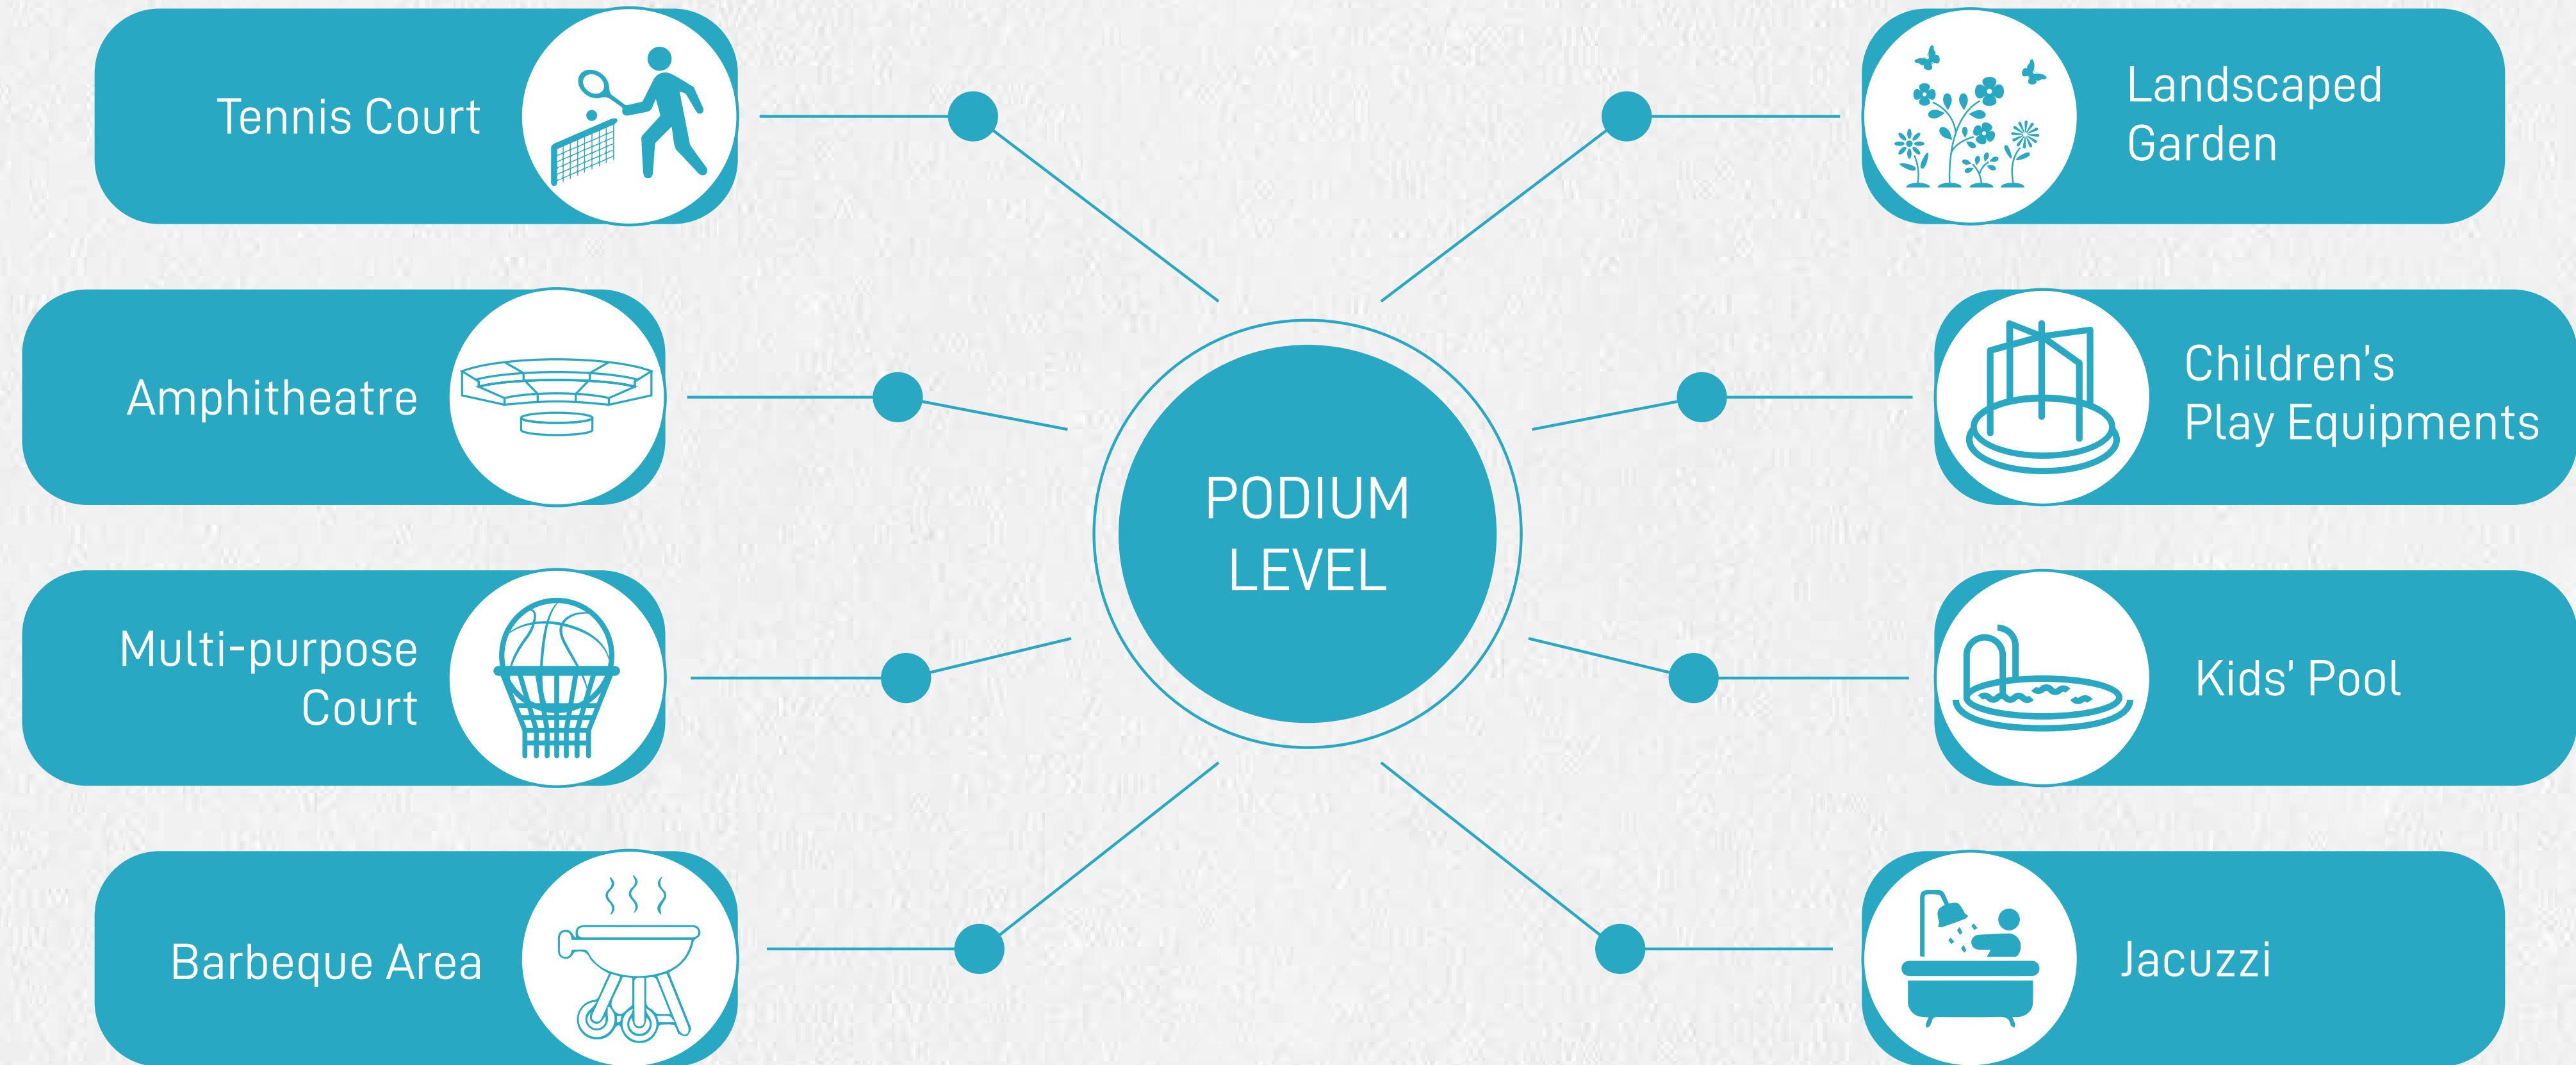 Tennis Court
Amphitheatre
Multi-purpose
Court
Barbeque Area
PODIUM
LEVEL
Landscaped
Garden
Children's
Play Equipments
Kids' Pool
Jacuzzi